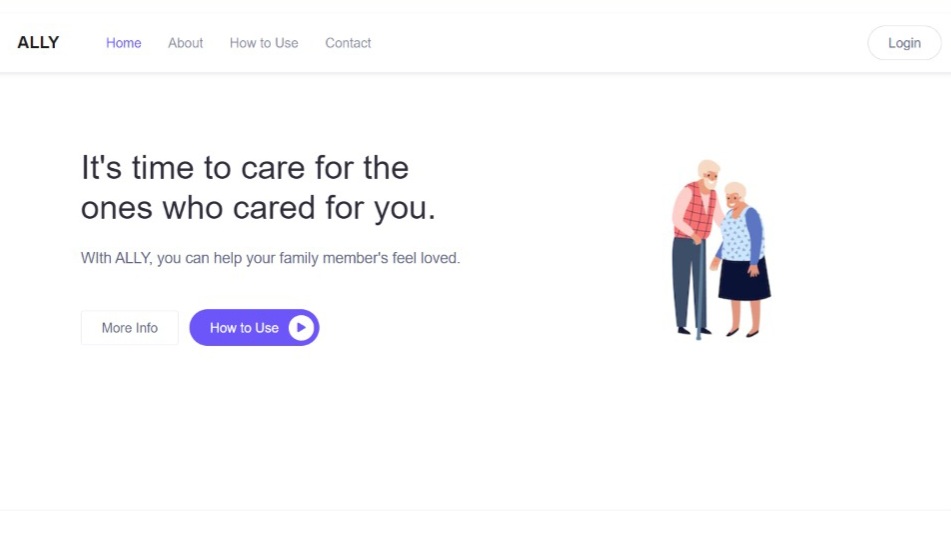 ALLY Home About How to Use Contact Login
It's time to care for the
ones who cared for you.
WIth ALLY, you can help your family member's feel loved.
More Info How to Use